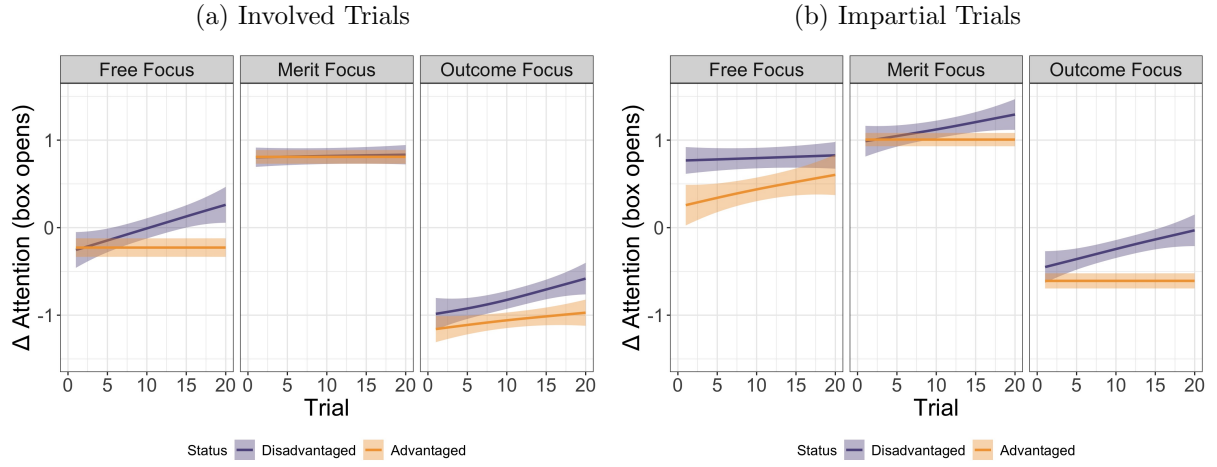 (a) Involved Trials
Free Focus
Merit Focus
Outcome Focus
Δ Attention (box opens)
1
0
-1
0 5 10 15 20
0 5 10 15 20
0 5 10 15 20
Trial
Status Disadvantaged Advantaged
(b) Impartial Trials
Free Focus
Merit Focus
Outcome Focus
Δ Attention (box opens)
1
0
-1
0 5 10 15 20
0 5 10 15 20
0 5 10 15 20
Trial
Status Disadvantaged Advantaged